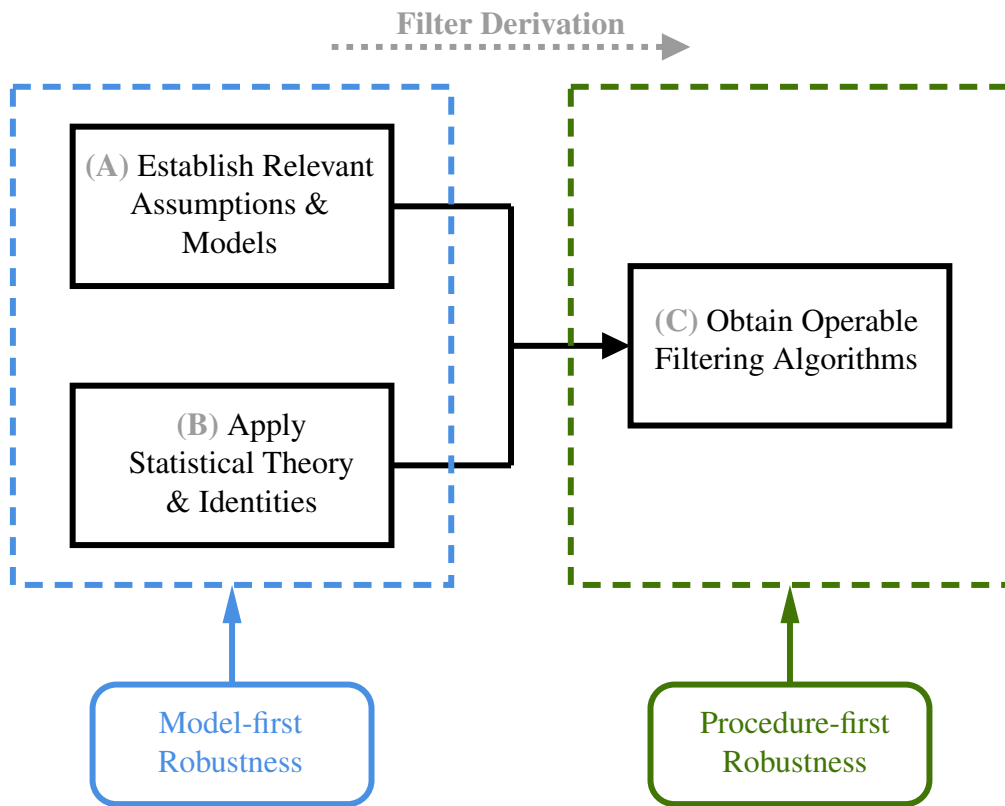 Filter Derivation
(A) Establish Relevant
Assumptions &
Models
(B) Apply
Statistical Theory
& Identities
(C) Obtain Operable
Filtering Algorithms
Model-first
Robustness
Procedure-first
Robustness